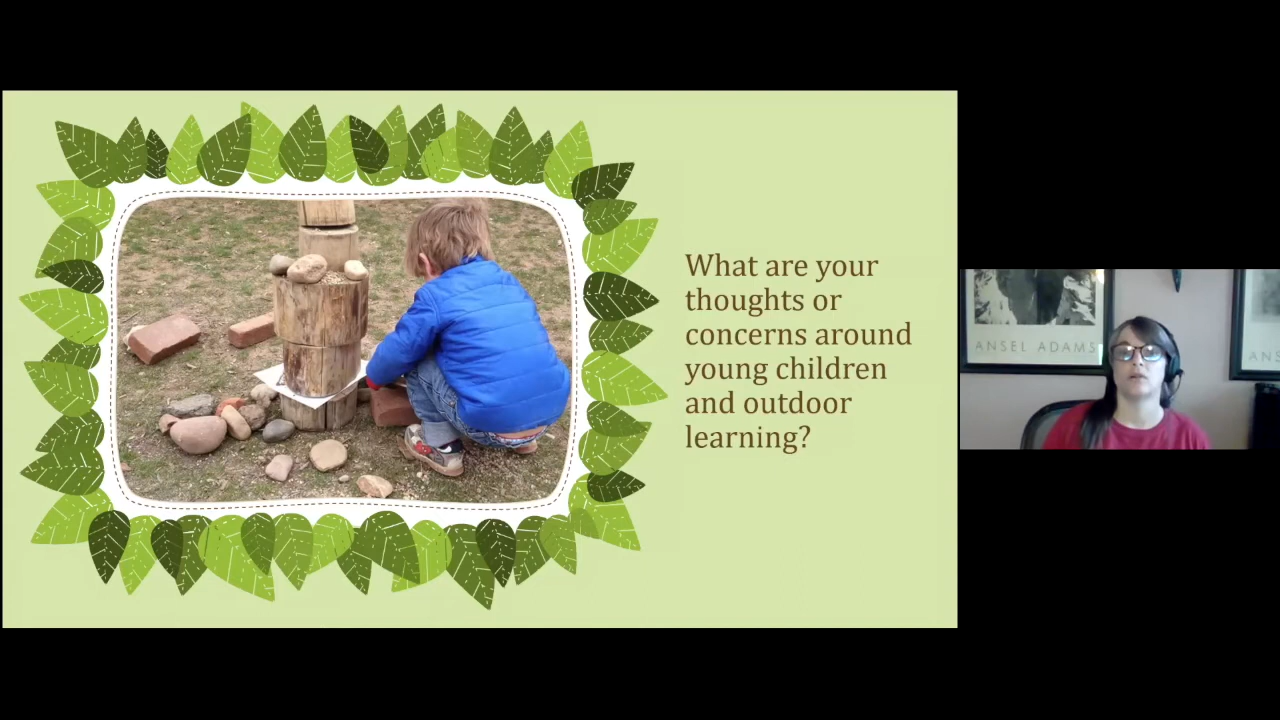 What are your
thoughts or
concerns around
young children
and outdoor
learning?
ANSEL ADAMS